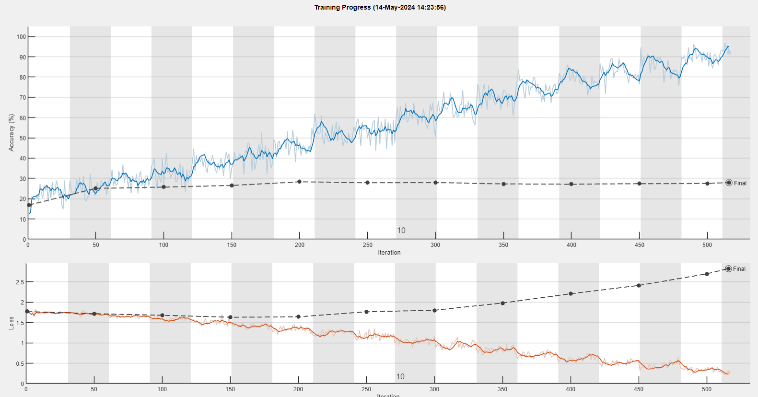 Training Progress (14-May-2024 14:23:56)
100
90
80
70
60
50
40
30
20
10
0
Accuracy (%)
Final
10
0 50 100 150 200 250 300 350 400 450 500
Iteration
2.5
2
1.5
1
0.5
0
Loss
Final
10
0 50 100 150 200 250 300 350 400 450 500
Iteration